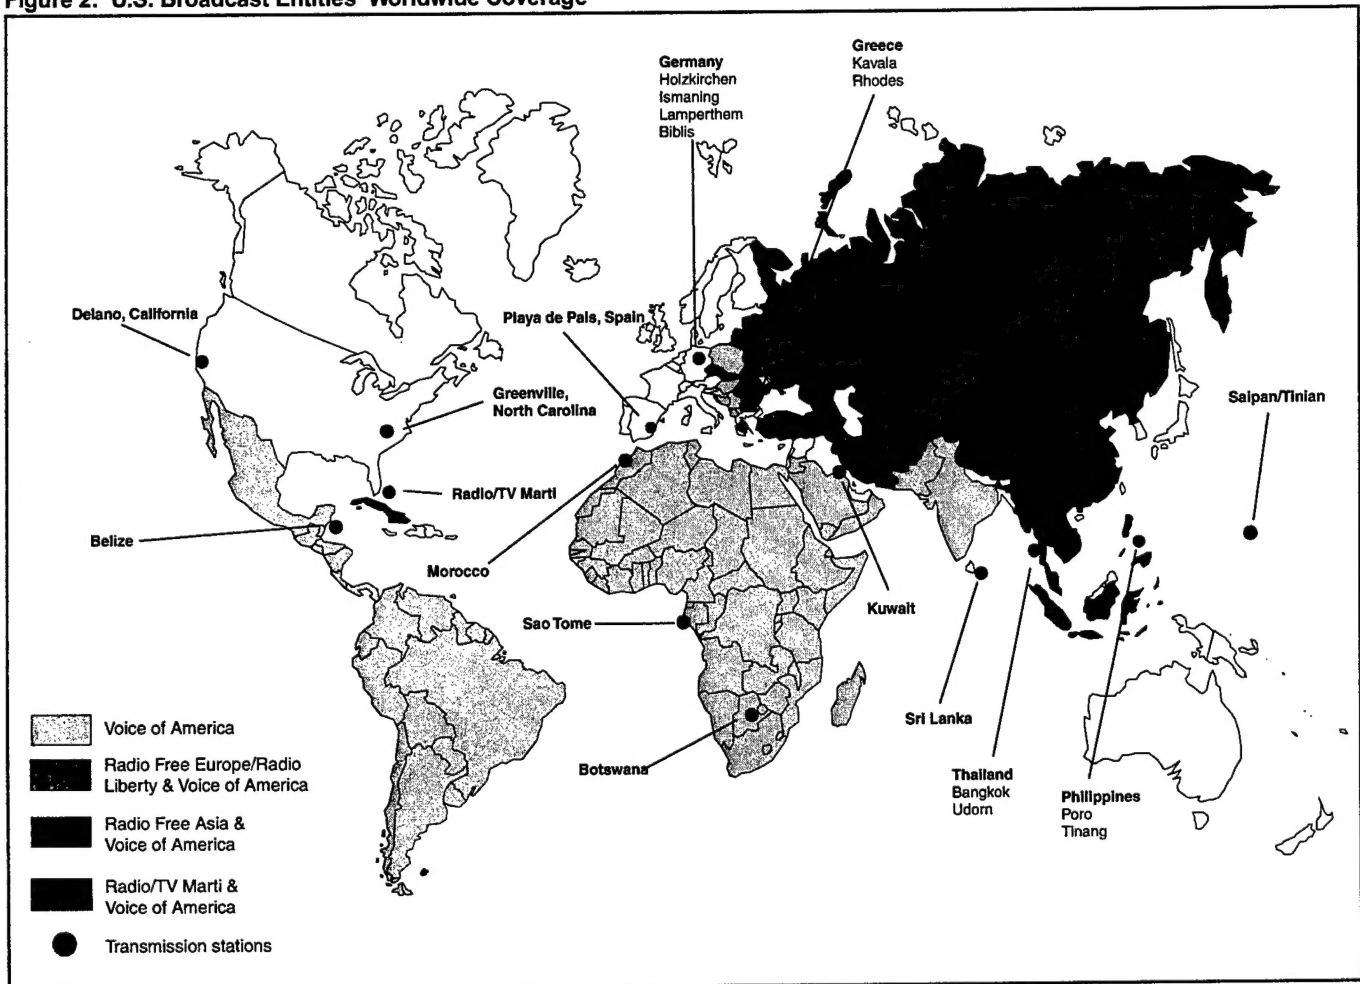 Figure 2: U.S. Broadcast Entities' Worldwide Coverage
Germany
Holzkirchen
Ismaning
Lamperthem
Biblis
Greece
Kavala
Rhodes
Delano, California
Playa de Pals, Spain
Greenville,
North Carolina
Saipan/Tinian
Radio/TV Marti
Belize
Morocco
Kuwait
Sao Tome
Sri Lanka
Botswana
Thailand
Bangkok
Udorn
Philippines
Poro
Tinang
Voice of America
Radio Free Europe/Radio
Liberty & Voice of America
Radio Free Asia &
Voice of America
Radio/TV Marti &
Voice of America
Transmission stations